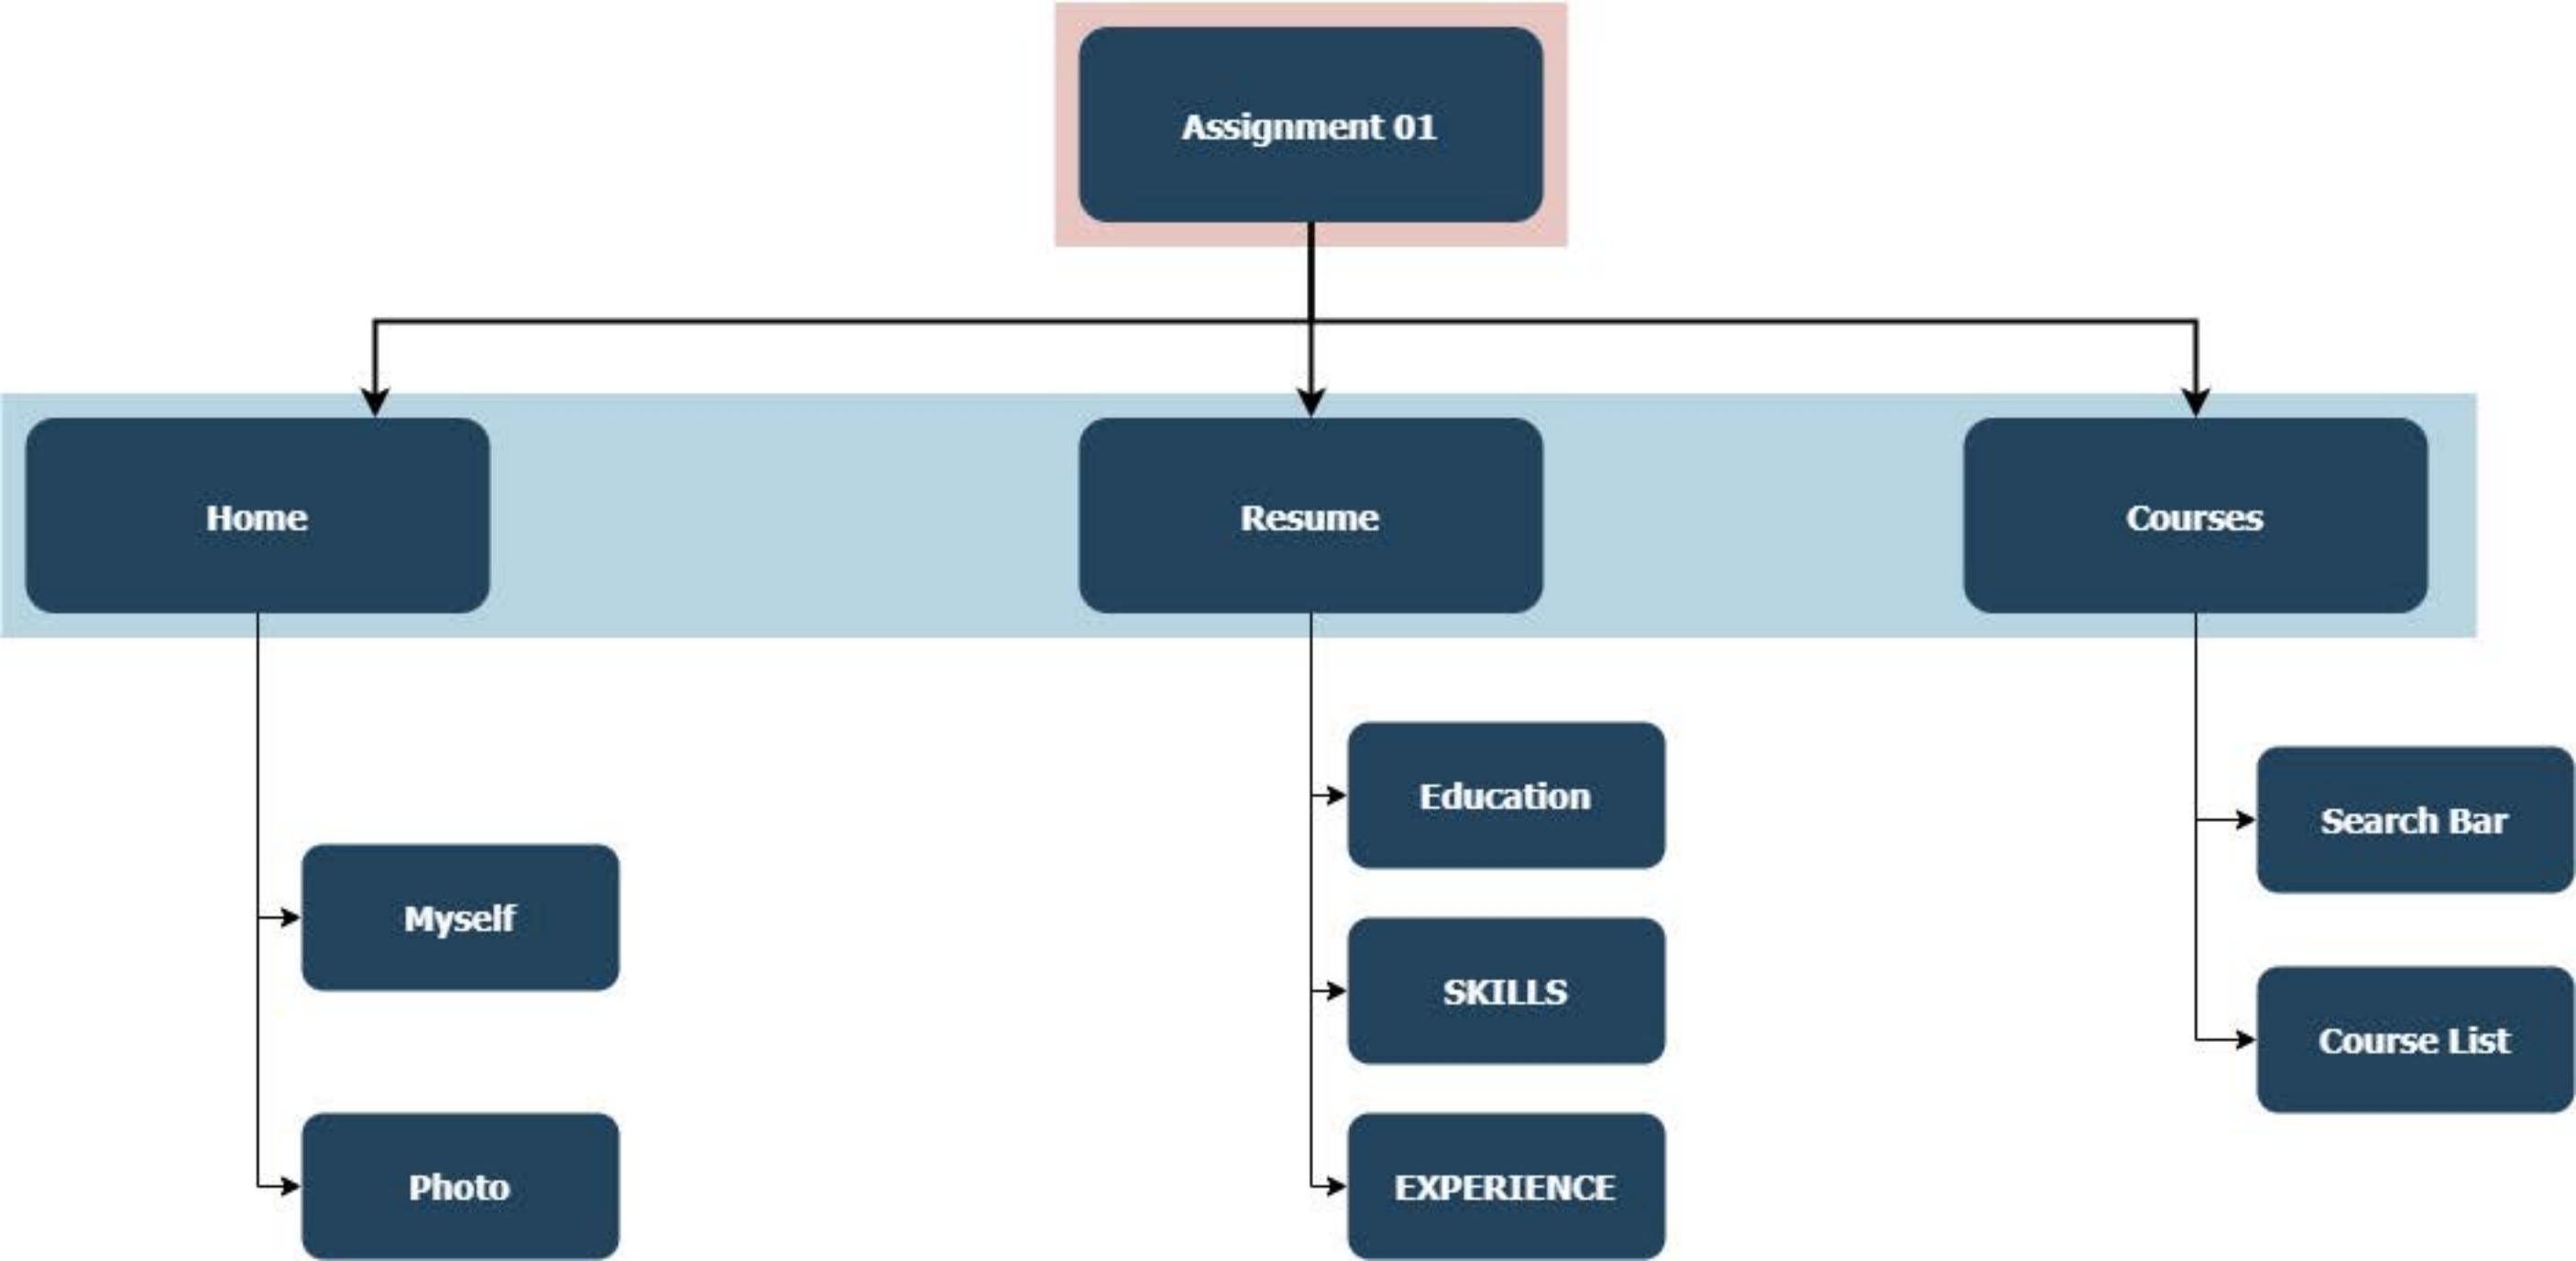 Assignment 01
Home
Resume
Courses
Education
Search Bar
Myself
SKILLS
Course List
Photo
EXPERIENCE